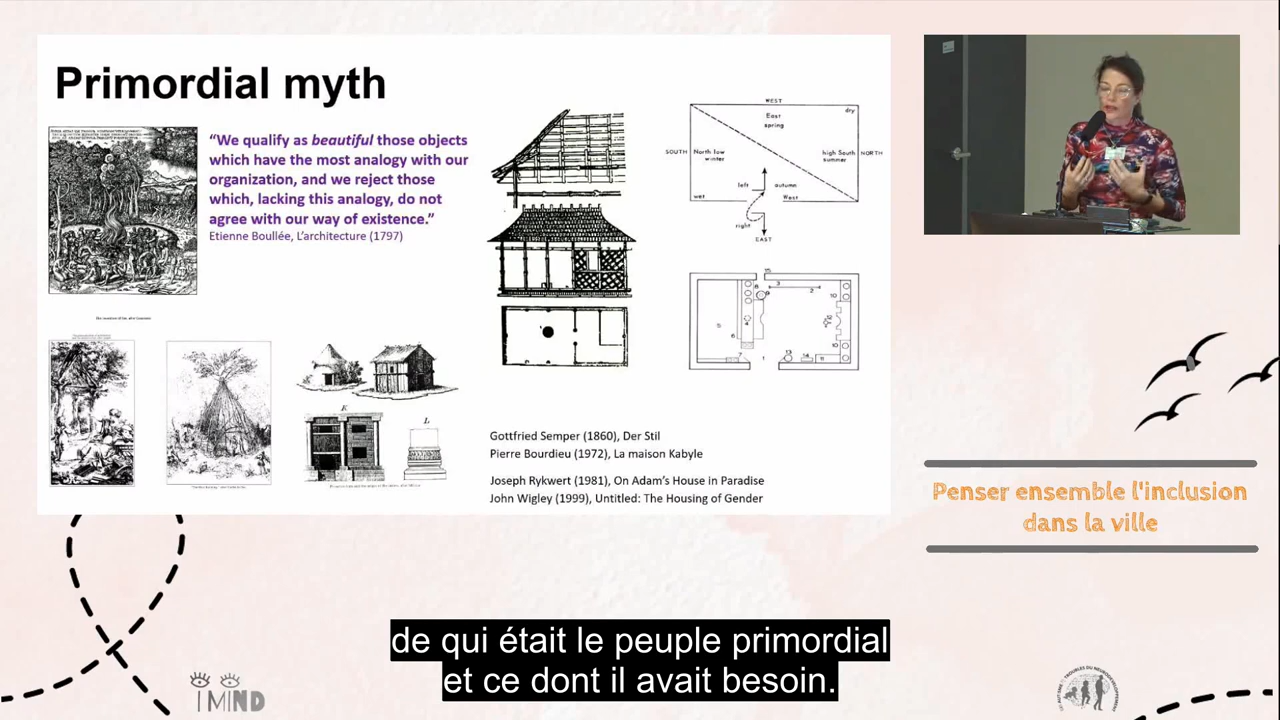 Primordial myth
“We qualify as beautiful those objects
which have the most analogy with our
organization, and we reject those
which, lacking this analogy, do not
agree with our way of existence.”
Etienne Boullée, L’architecture (1797)
WEST
dry
East
spring
SOUTH
North low
winter
high South
summer
NORTH
left
autumn
wet
West
right
EAST
K
L
Gottfried Semper (1860), Der Stil
Pierre Bourdieu (1972), La maison Kabyle
Joseph Rykwert (1981), On Adam’s House in Paradise
John Wigley (1999), Untitled: The Housing of Gender
Penser ensemble l'inclusion
dans la ville
de qui était le peuple primordial
et ce dont il avait besoin.
I MIND